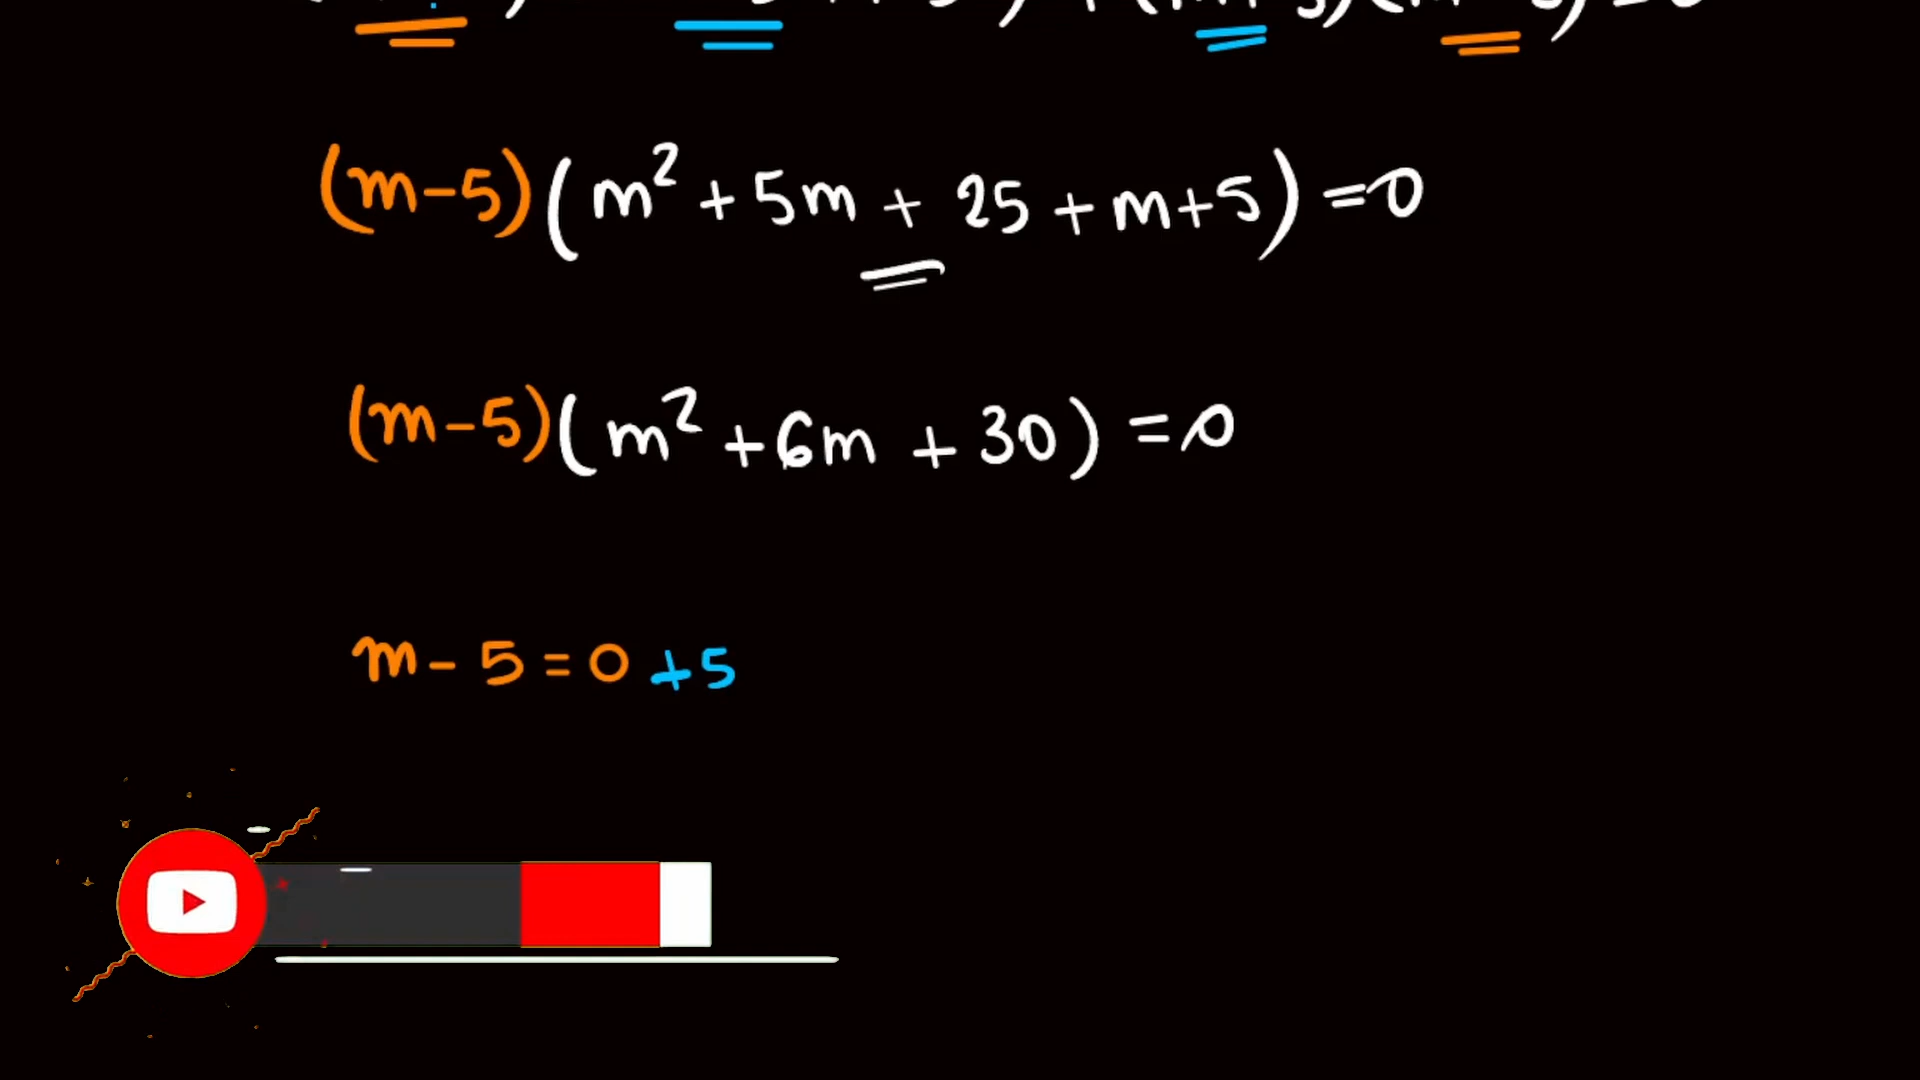 (m-5)(m² + 5m + 25 + m+5) =0
(m-5)(m² +6m + 30) =0
m - 5 = 0 +5